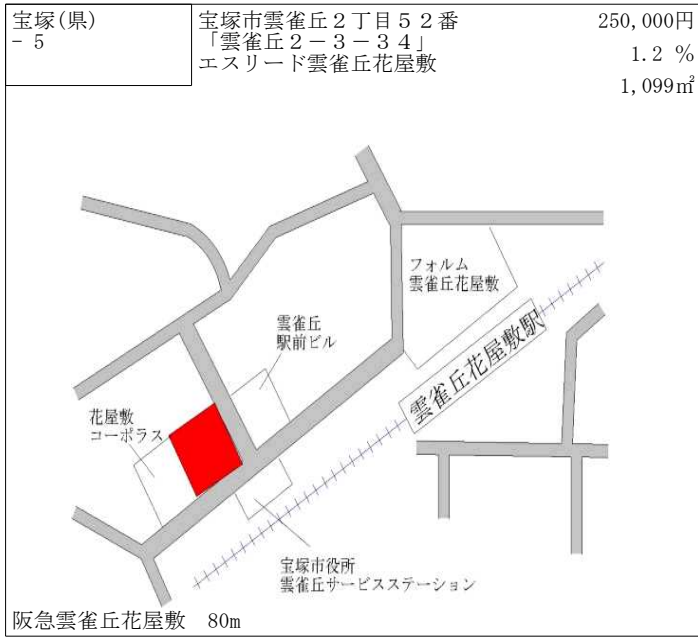 宝塚(県)
- 5
宝塚市雲雀丘２丁目５２番
「雲雀丘２－３－３４」
エスリード雲雀丘花屋敷
250,000円
1.2 %
1,099㎡
フォルム
雲雀丘花屋敷
雲雀丘
駅前ビル
雲雀丘花屋敷駅
花屋敷
コーポラス
宝塚市役所
雲雀丘サービスステーション
阪急雲雀丘花屋敷 80m